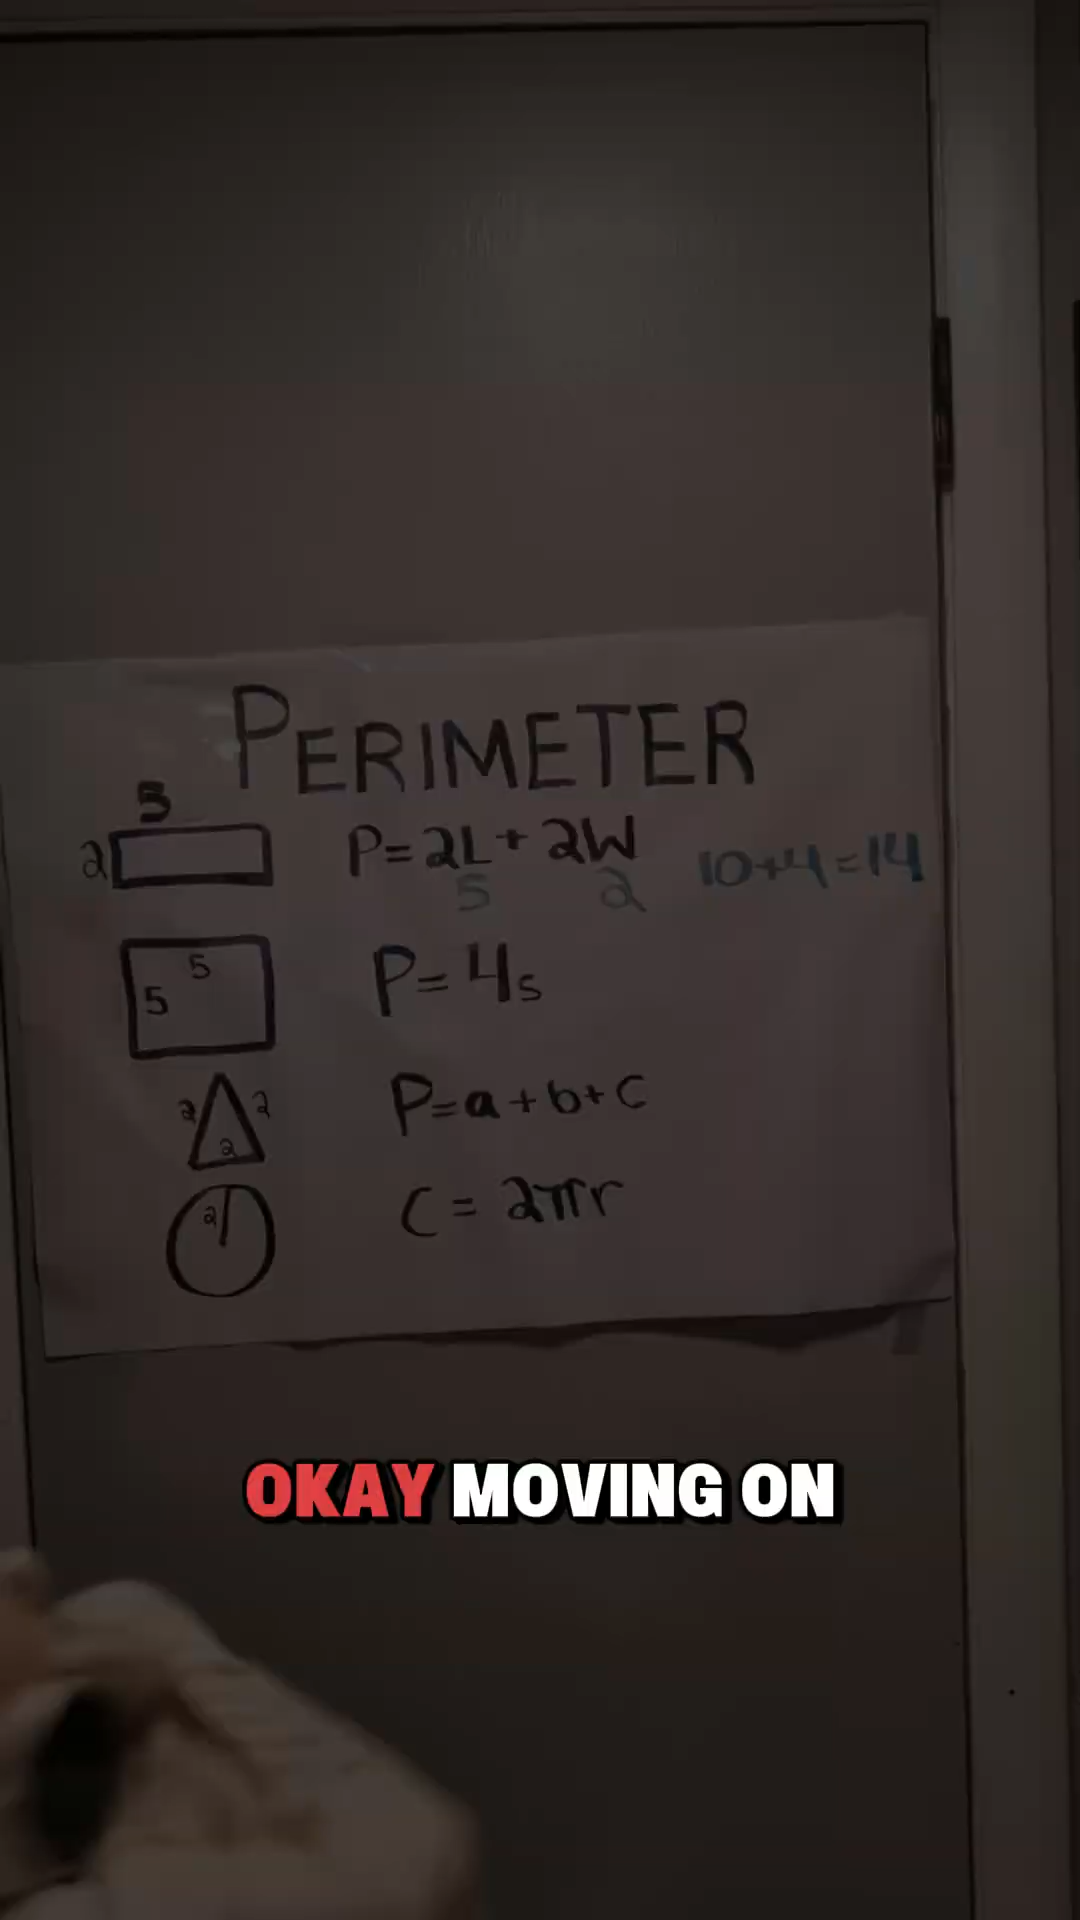 PERIMETER
5
2
P=2L+2W
5 2
10+4=14
5
5
P=4s
2 2
2
P=a+b+c
2
C=2πr
OKAY MOVING ON